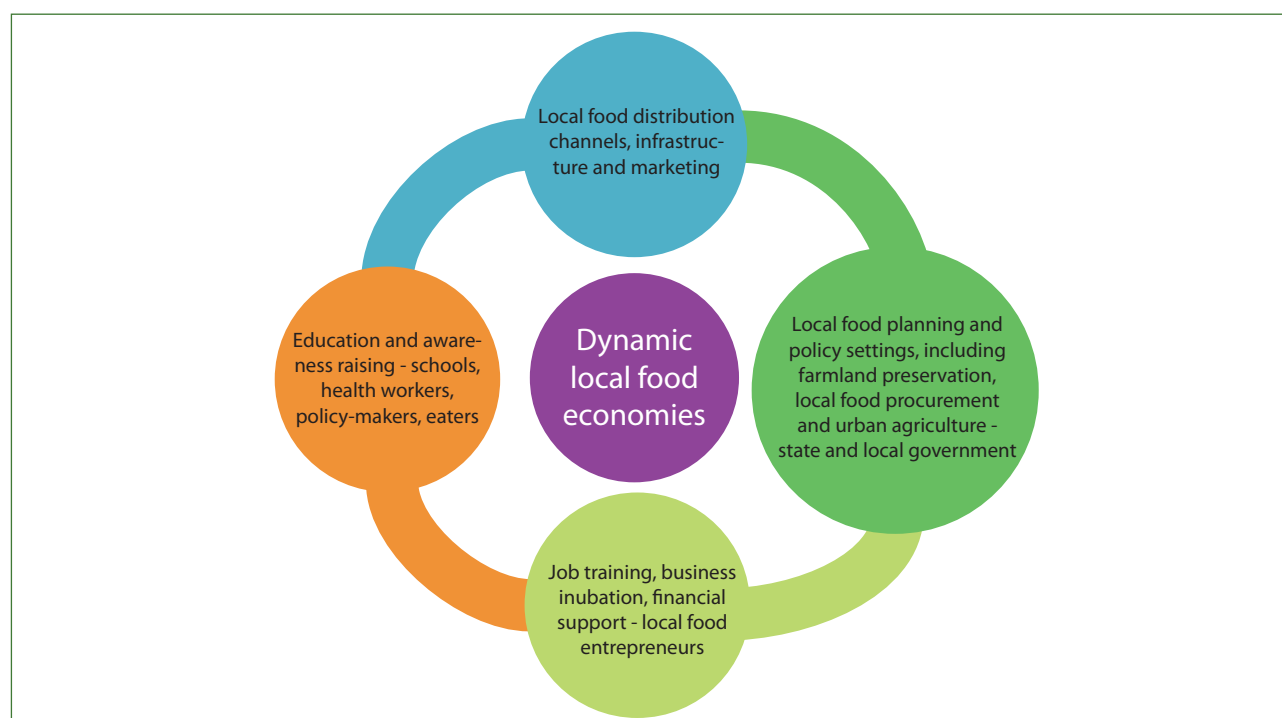 Local food distribution
channels, infrastruc-
ture and marketing
Education and aware-
ness raising - schools,
health workers,
policy-makers, eaters
Dynamic
local food
economies
Local food planning and
policy settings, including
farmland preservation,
local food procurement
and urban agriculture -
state and local government
Job training, business
inubation, financial
support - local food
entrepreneurs